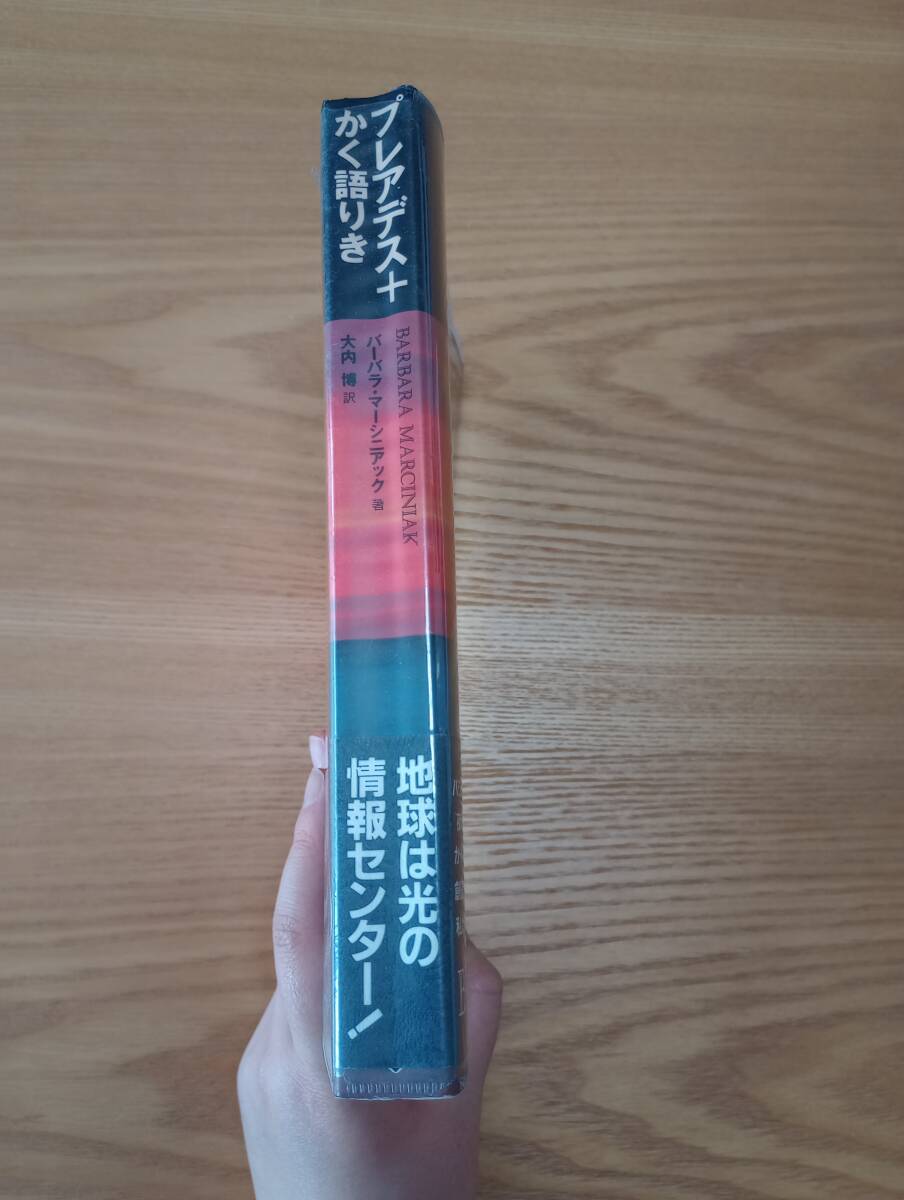 プレアデス+
かく語りき
BARBARA MARCINIAK
バーバラ・マーシニアック 著
大内 博 訳
地球は光の
情報センター!